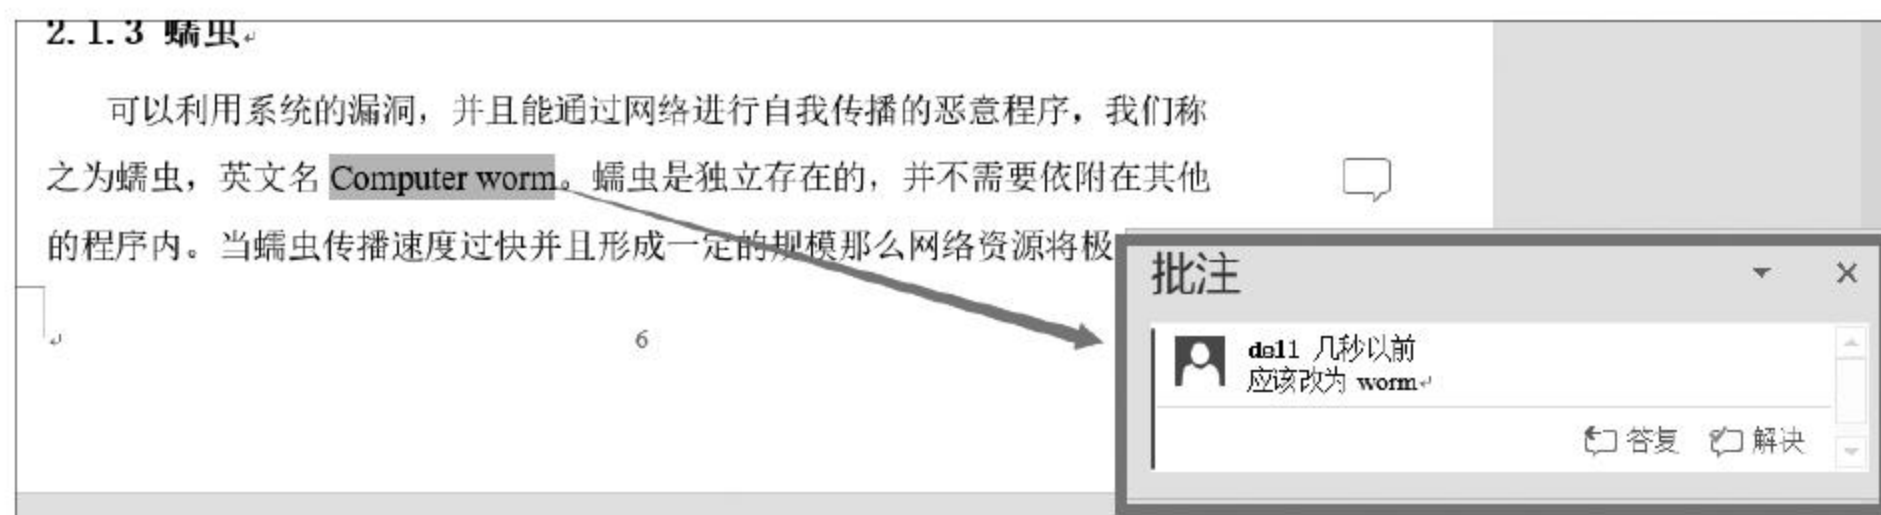 2.1.3 蠕虫
可以利用系统的漏洞，并且能通过网络进行自我传播的恶意程序，我们称
之为蠕虫，英文名 Computer worm。蠕虫是独立存在的，并不需要依附在其他
的程序内。当蠕虫传播速度过快并且形成一定的规模那么网络资源将极
6
批注
dell 几秒以前
应该改为 worm
答复 解决